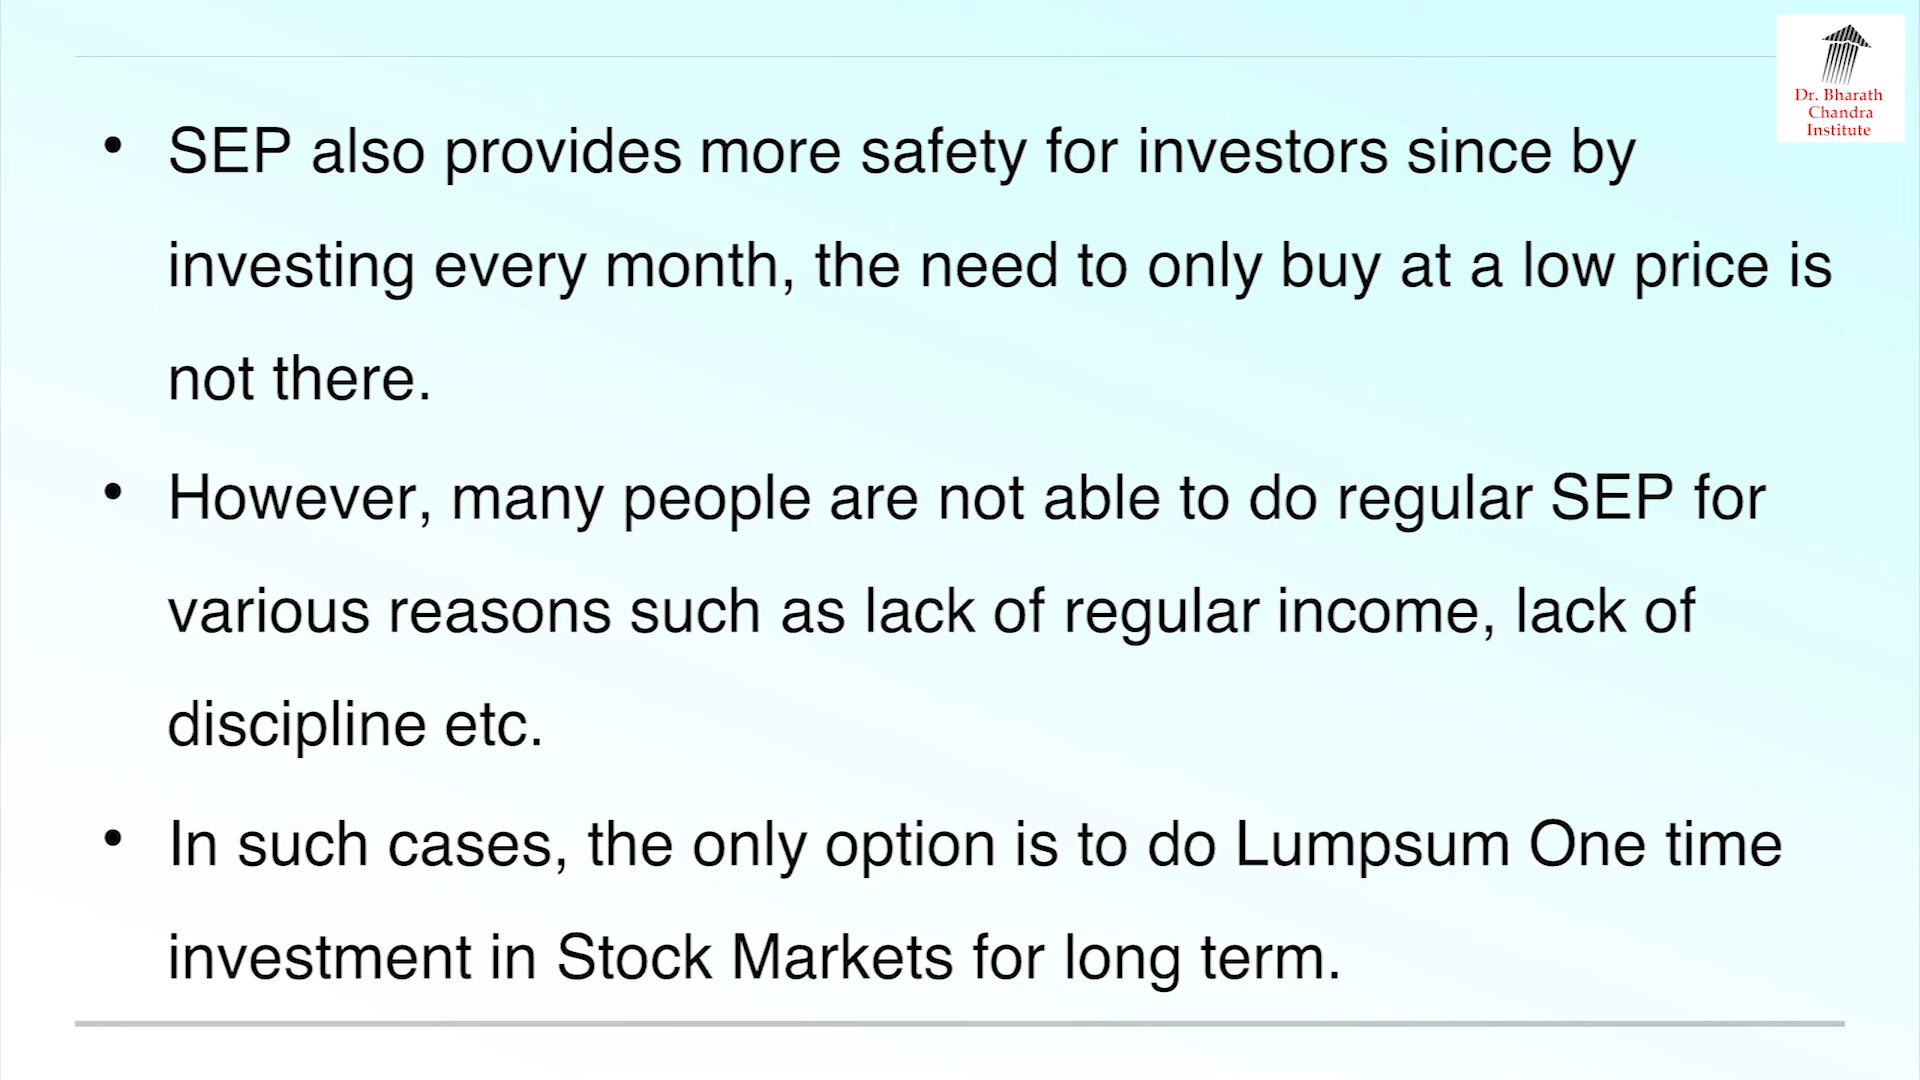 Dr. Bharath
Chandra
Institute
• SEP also provides more safety for investors since by
investing every month, the need to only buy at a low price is
not there.
• However, many people are not able to do regular SEP for
various reasons such as lack of regular income, lack of
discipline etc.
• In such cases, the only option is to do Lumpsum One time
investment in Stock Markets for long term.